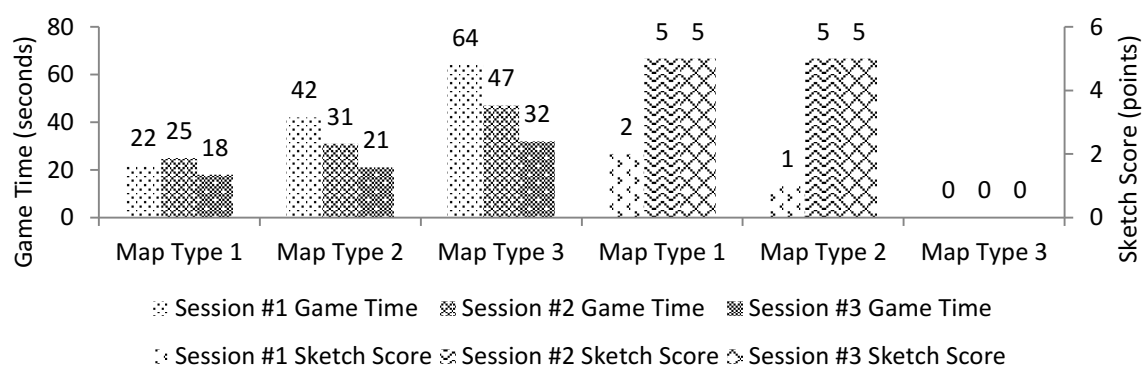 Game Time (seconds)
80
60
40
20
0
22 25 18
42 31 21
64 47 32
2 5 5
1 5 5
0 0 0
6
4
2
0
Sketch Score (points)
Map Type 1 Map Type 2 Map Type 3 Map Type 1 Map Type 2 Map Type 3
Session #1 Game Time Session #2 Game Time Session #3 Game Time
Session #1 Sketch Score Session #2 Sketch Score Session #3 Sketch Score